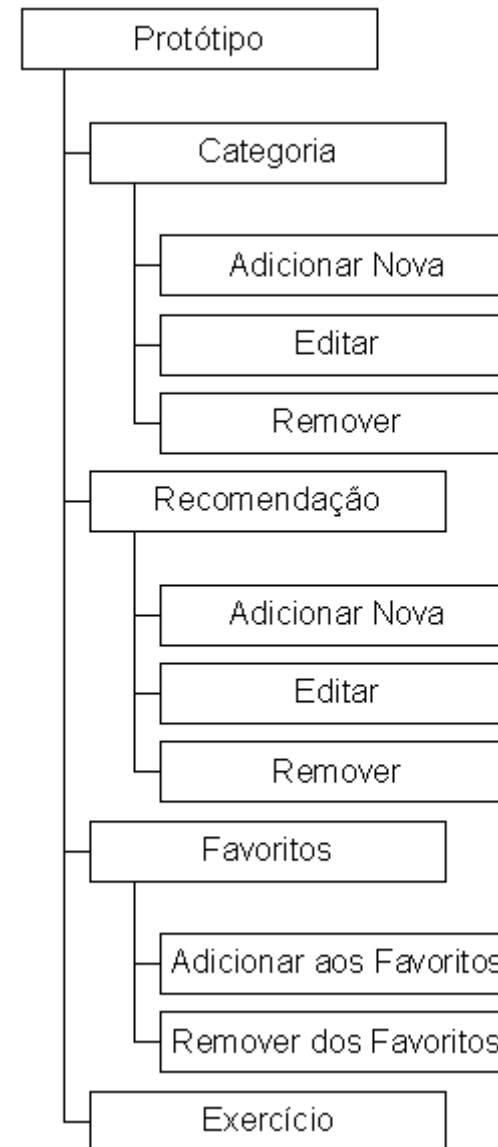 Protótipo
Categoria
Adicionar Nova
Editar
Remover
Recomendação
Adicionar Nova
Editar
Remover
Favoritos
Adicionar aos Favoritos
Remover dos Favoritos
Exercício